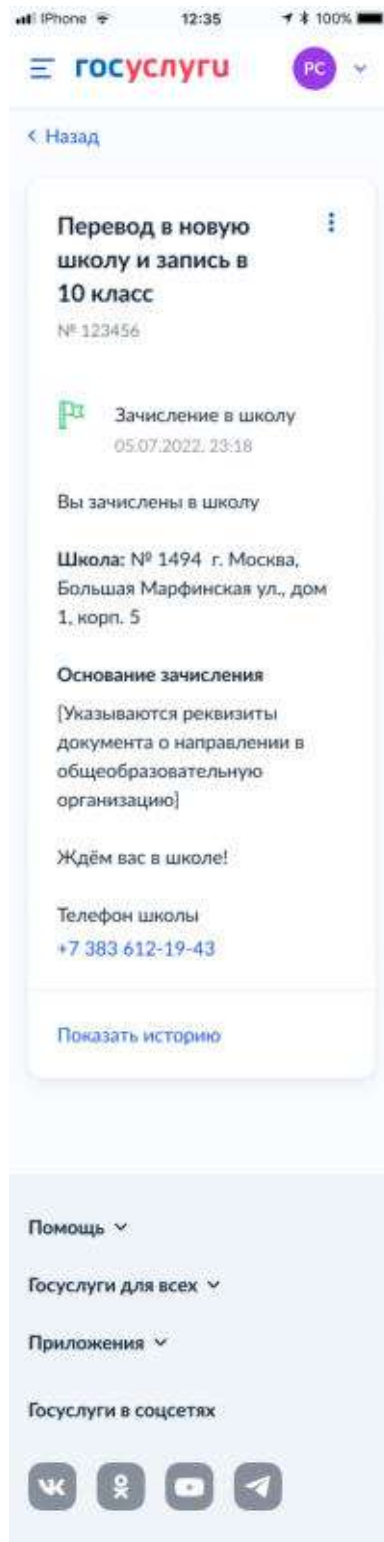 iPhone 12:35 100%
госуслуги РС
Назад
Перевод в новую
школу и запись в
10 класс
№ 123456
Зачисление в школу
05.07.2022, 23:18
Вы зачислены в школу
Школа: № 1494 г. Москва,
Большая Марфинская ул., дом
1, корп. 5
Основание зачисления
[Указываются реквизиты
документа о направлении в
общеобразовательную
организацию]
Ждём вас в школе!
Телефон школы
+7 383 612-19-43
Показать историю
Помощь
Госуслуги для всех
Приложения
Госуслуги в соцсетях